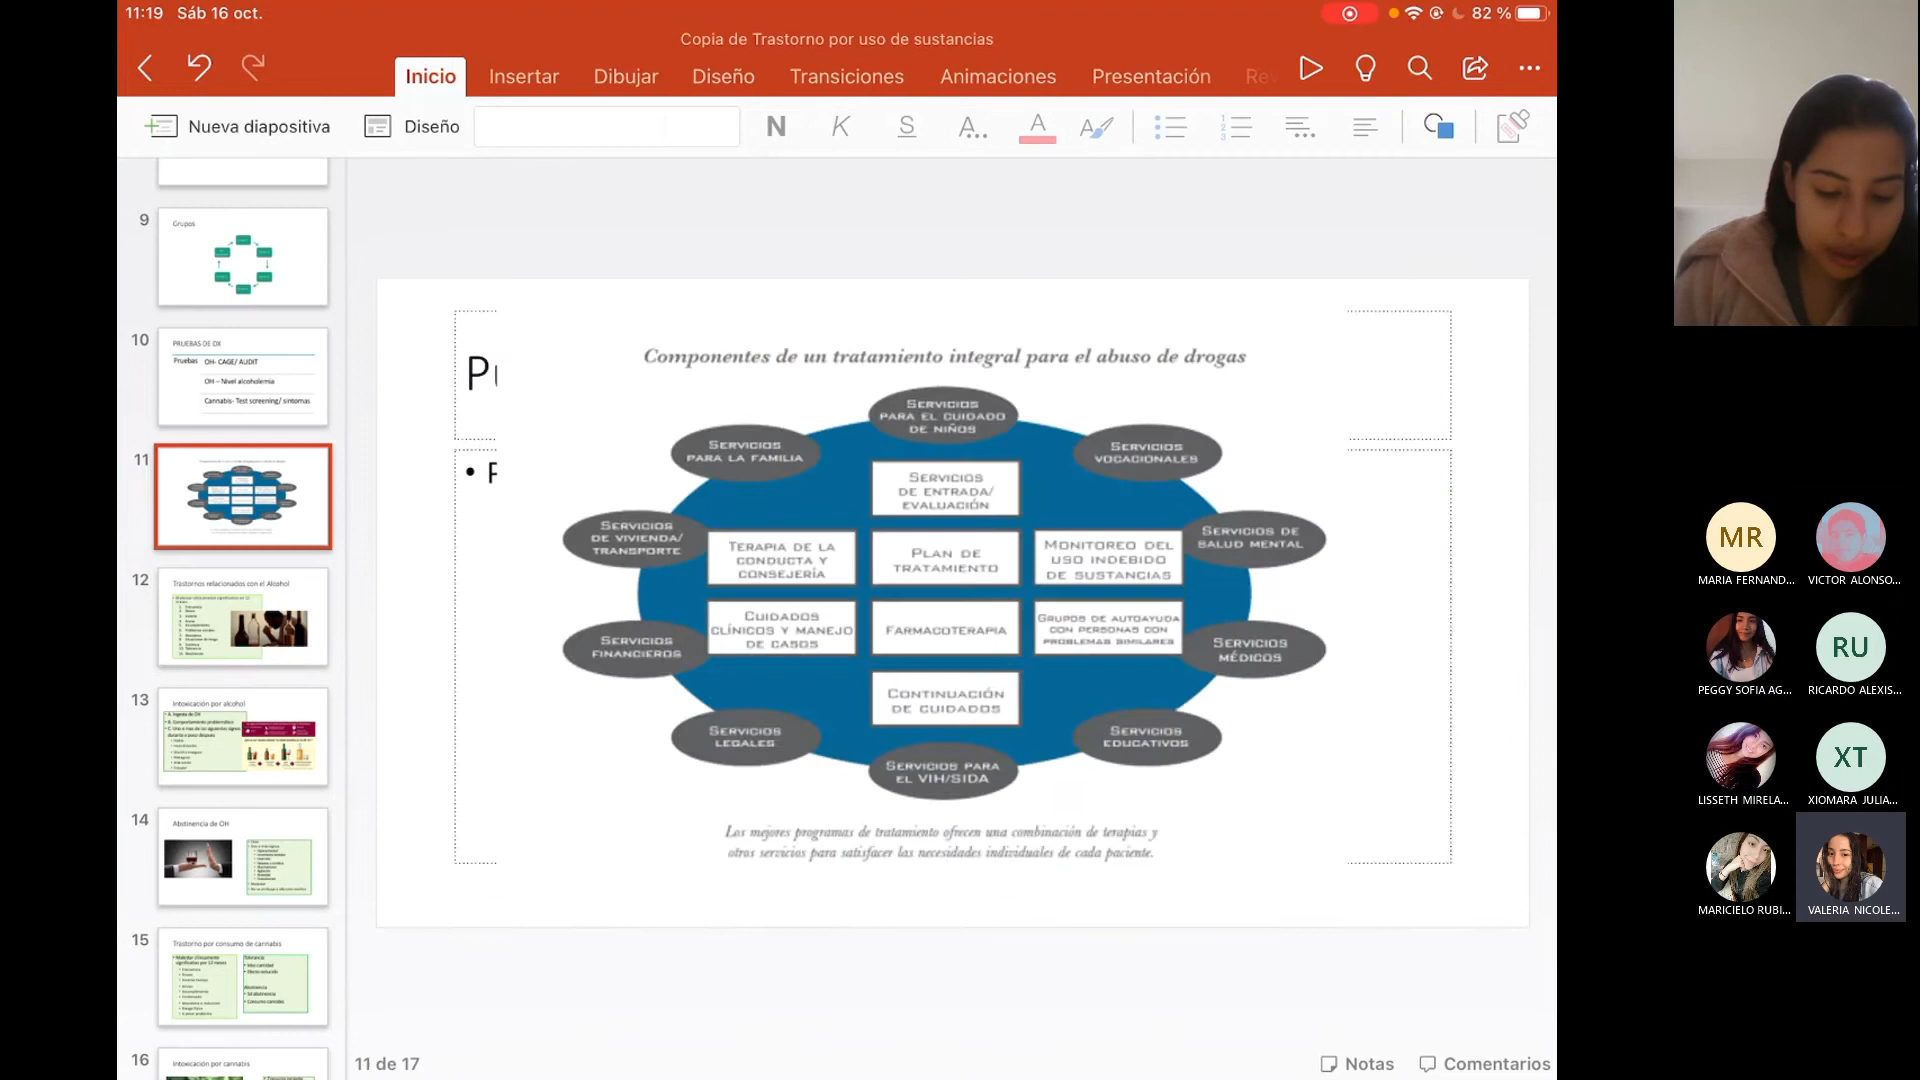 11:19 Sáb 16 oct.
82 %
Copia de Trastorno por uso de sustancias
Inicio Insertar Dibujar Diseño Transiciones Animaciones Presentación Rev
Nueva diapositiva Diseño N K S A.. A A
9
Grupos
10
PRUEBAS DE DX
Pruebas OH- CAGE/ AUDIT
OH – Nivel alcoholemia
Cannabis- Test screening/ sintomas
11
12
Trastornos relacionados con el Alcohol
13
Intoxicación por alcohol
A. Ingesta de OH
B. Comportamiento problemático
14
Abstinencia de OH
15
Trastorno por consumo de cannabis
16
Intoxicación por cannabis
Componentes de un tratamiento integral para el abuso de drogas
SERVICIOS
PARA EL CUIDADO
DE NIÑOS
SERVICIOS
PARA LA FAMILIA
SERVICIOS
VOCACIONALES
SERVICIOS
DE ENTRADA/
EVALUACIÓN
SERVICIOS
DE VIVIENDA/
TRANSPORTE
TERAPIA DE LA
CONDUCTA Y
CONSEJERÍA
PLAN DE
TRATAMIENTO
MONITOREO DEL
USO INDEBIDO
DE SUSTANCIAS
SERVICIOS DE
SALUD MENTAL
SERVICIOS
FINANCIEROS
CUIDADOS
CLÍNICOS Y MANEJO
DE CASOS
FARMACOTERAPIA
GRUPOS DE AUTOAYUDA
CON PERSONAS CON
PROBLEMAS SIMILARES
SERVICIOS
MÉDICOS
CONTINUACIÓN
DE CUIDADOS
SERVICIOS
LEGALES
SERVICIOS PARA
EL VIH/SIDA
SERVICIOS
EDUCATIVOS
Los mejores programas de tratamiento ofrecen una combinación de terapias y
otros servicios para satisfacer las necesidades individuales de cada paciente.
11 de 17
Notas Comentarios
MR
MARIA FERNAND... VICTOR ALONSO...
RU
PEGGY SOFIA AG... RICARDO ALEXIS...
XT
LISSETH MIRELA... XIOMARA JULIA...
MARICIELO RUBI... VALERIA NICOLE...